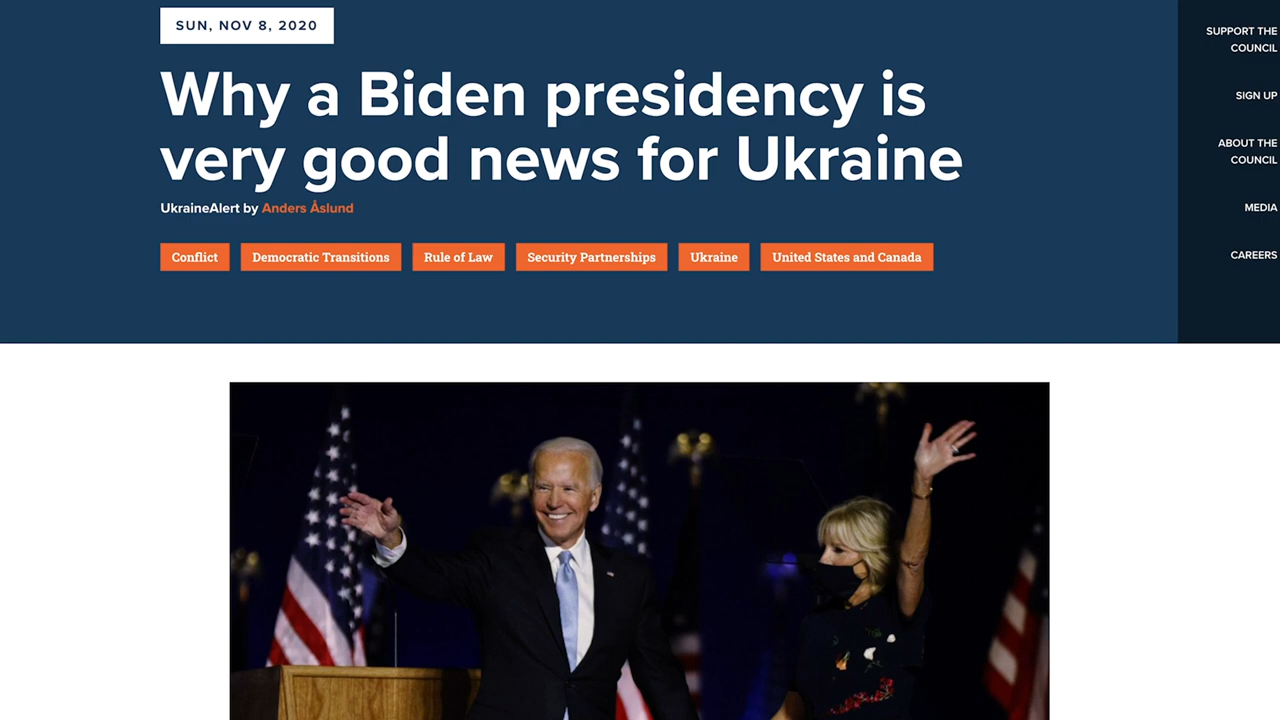 SUN, NOV 8, 2020
Why a Biden presidency is
very good news for Ukraine
UkraineAlert by Anders Åslund
Conflict
Democratic Transitions
Rule of Law
Security Partnerships
Ukraine
United States and Canada
SUPPORT THE
COUNCIL
SIGN UP
ABOUT THE
COUNCIL
MEDIA
CAREERS